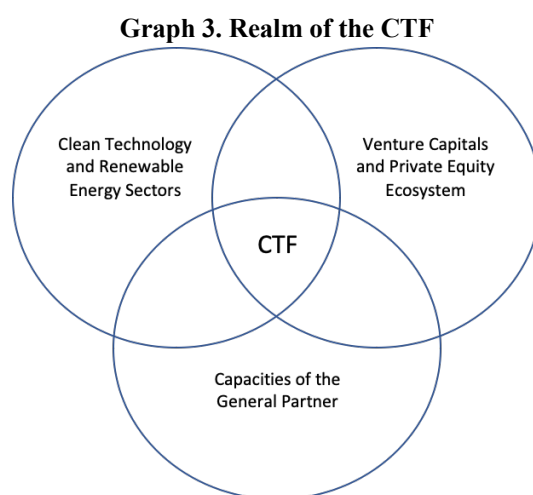 Graph 3. Realm of the CTF
Clean Technology
and Renewable
Energy Sectors
Venture Capitals
and Private Equity
Ecosystem
CTF
Capacities of the
General Partner